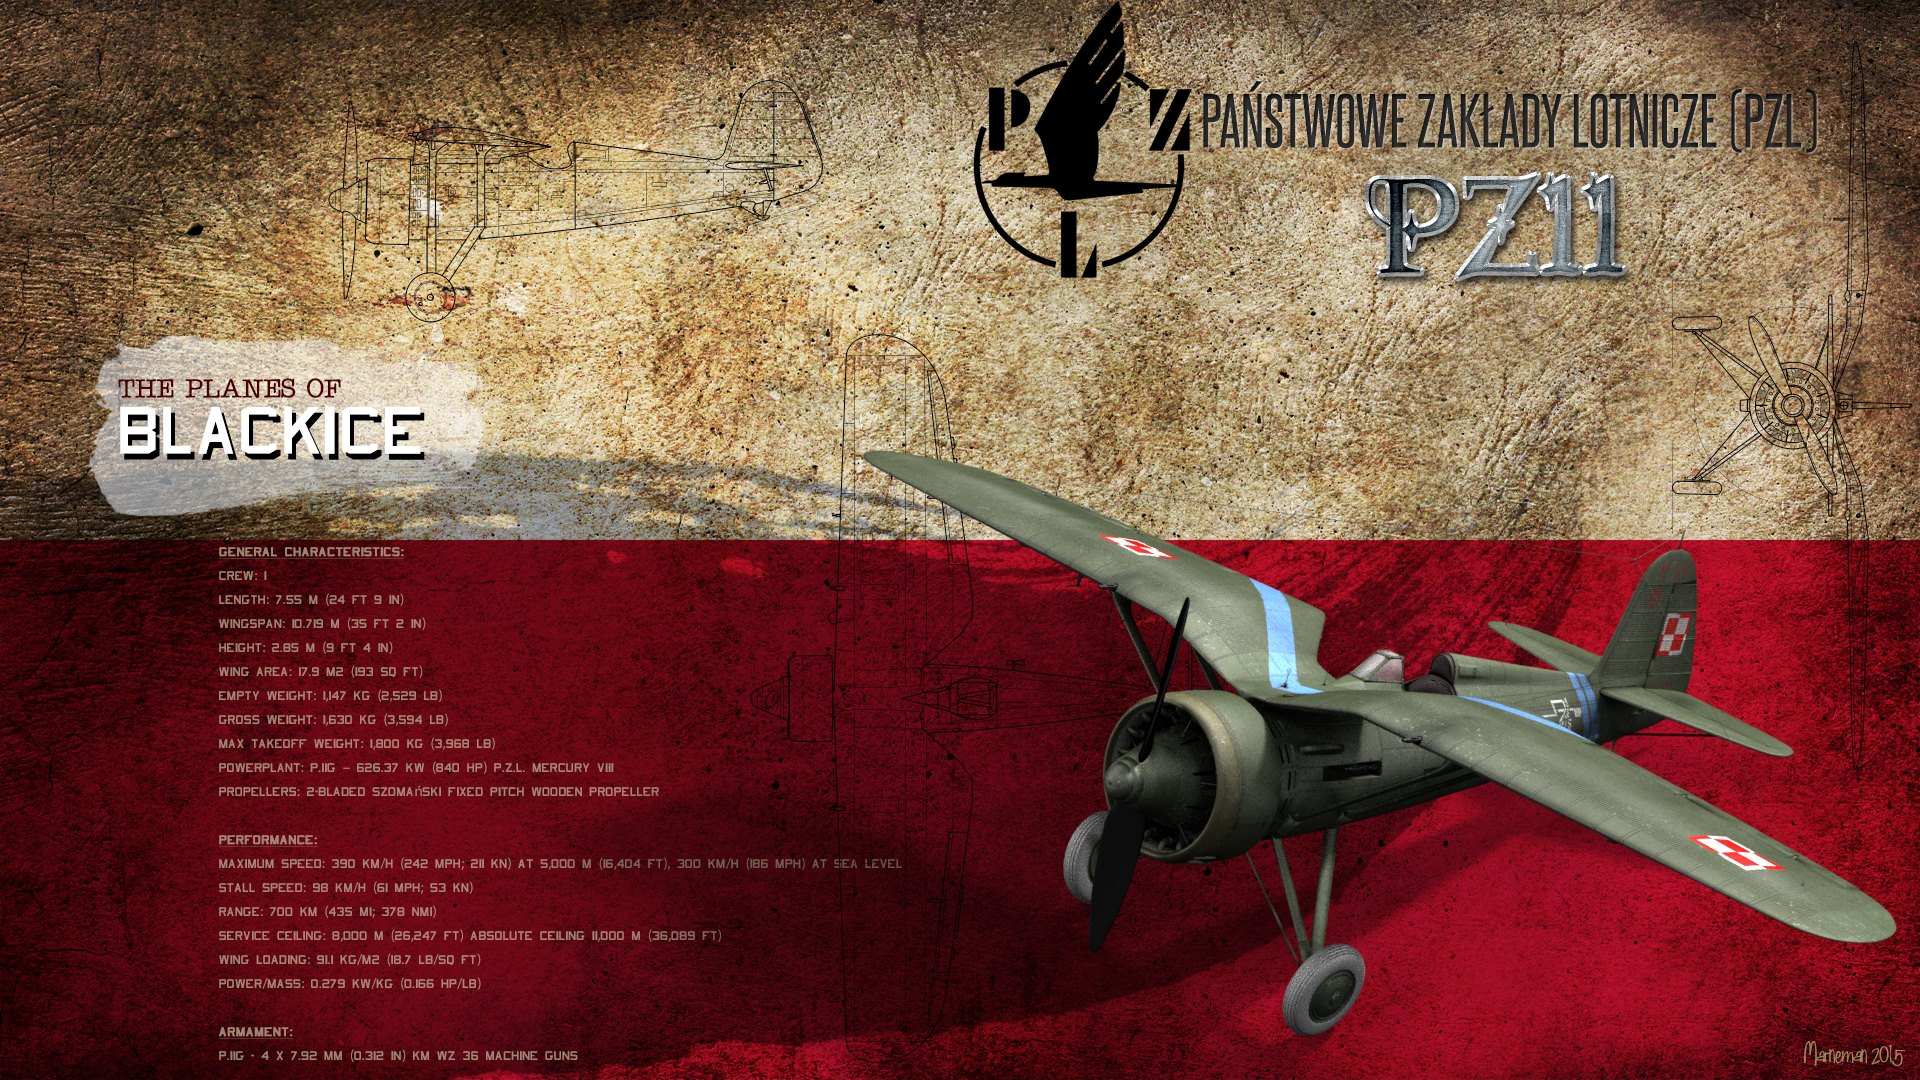 P Z L
PAŃSTWOWE ZAKŁADY LOTNICZE (PZL)
PZ11
THE PLANES OF
BLACKICE
GENERAL CHARACTERISTICS:
CREW: 1
LENGTH: 7.55 M (24 FT 9 IN)
WINGSPAN: 10.719 M (35 FT 2 IN)
HEIGHT: 2.85 M (9 FT 4 IN)
WING AREA: 17.9 M2 (193 SQ FT)
EMPTY WEIGHT: 1,147 KG (2,529 LB)
GROSS WEIGHT: 1,630 KG (3,594 LB)
MAX TAKEOFF WEIGHT: 1,800 KG (3,968 LB)
POWERPLANT: P.11G – 626.37 KW (840 HP) P.Z.L. MERCURY VIII
PROPELLERS: 2-BLADED SZOMAńSKI FIXED PITCH WOODEN PROPELLER
PERFORMANCE:
MAXIMUM SPEED: 390 KM/H (242 MPH; 211 KN) AT 5,000 M (16,404 FT), 300 KM/H (186 MPH) AT SEA LEVEL
STALL SPEED: 98 KM/H (61 MPH; 53 KN)
RANGE: 700 KM (435 MI; 378 NMI)
SERVICE CEILING: 8,000 M (26,247 FT) ABSOLUTE CEILING 11,000 M (36,089 FT)
WING LOADING: 91.1 KG/M2 (18.7 LB/SQ FT)
POWER/MASS: 0.279 KW/KG (0.166 HP/LB)
ARMAMENT:
P.11G - 4 X 7.92 MM (0.312 IN) KM WZ 36 MACHINE GUNS
Marneman 2015